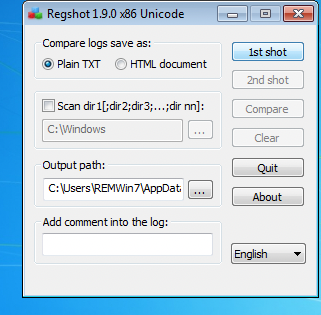 Regshot 1.9.0 x86 Unicode
Compare logs save as:
Plain TXT
HTML document
1st shot
2nd shot
Scan dir1[;dir2;dir3;...;dir nn]:
C:\Windows
...
Compare
Clear
Output path:
C:\Users\REMWin7\AppData
...
Quit
About
Add comment into the log:
English